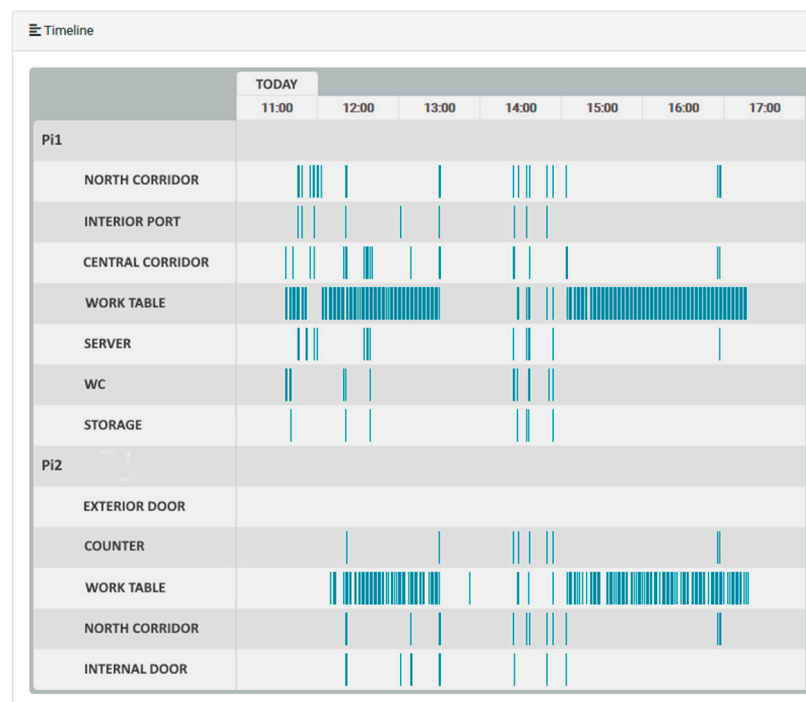 Timeline
TODAY
11:00 12:00 13:00 14:00 15:00 16:00 17:00
Pi1
NORTH CORRIDOR
INTERIOR PORT
CENTRAL CORRIDOR
WORK TABLE
SERVER
WC
STORAGE
Pi2
EXTERIOR DOOR
COUNTER
WORK TABLE
NORTH CORRIDOR
INTERNAL DOOR